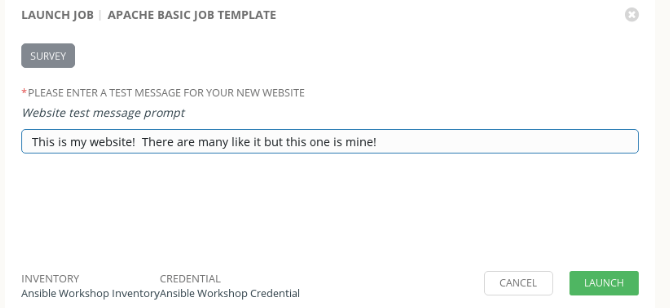 LAUNCH JOB | APACHE BASIC JOB TEMPLATE
SURVEY
* PLEASE ENTER A TEST MESSAGE FOR YOUR NEW WEBSITE
Website test message prompt
This is my website!  There are many like it but this one is mine!
INVENTORY CREDENTIAL
Ansible Workshop Inventory Ansible Workshop Credential
CANCEL LAUNCH